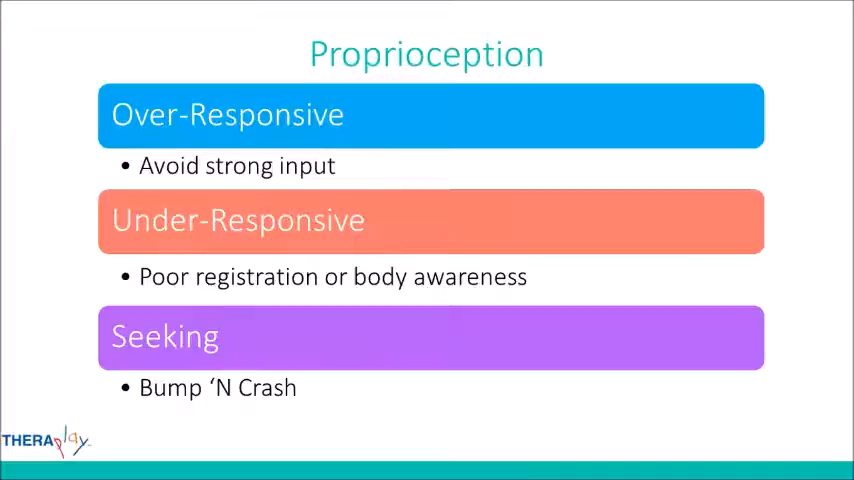 Proprioception
Over-Responsive
• Avoid strong input
Under-Responsive
• Poor registration or body awareness
Seeking
• Bump ‘N Crash
THERAplay